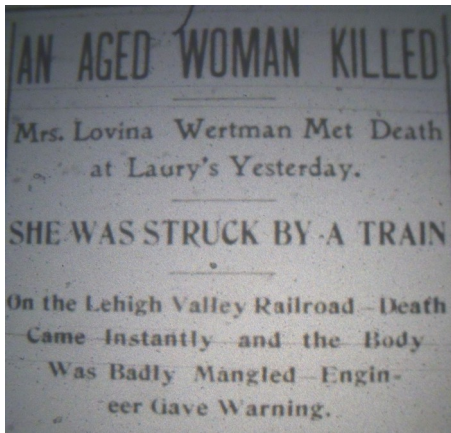 AN AGED WOMAN KILLED
Mrs. Lovina Wertman Met Death
at Laury's Yesterday.
SHE WAS STRUCK BY A TRAIN
On the Lehigh Valley Railroad—Death
Came Instantly and the Body
Was Badly Mangled—Engin-
eer Gave Warning.